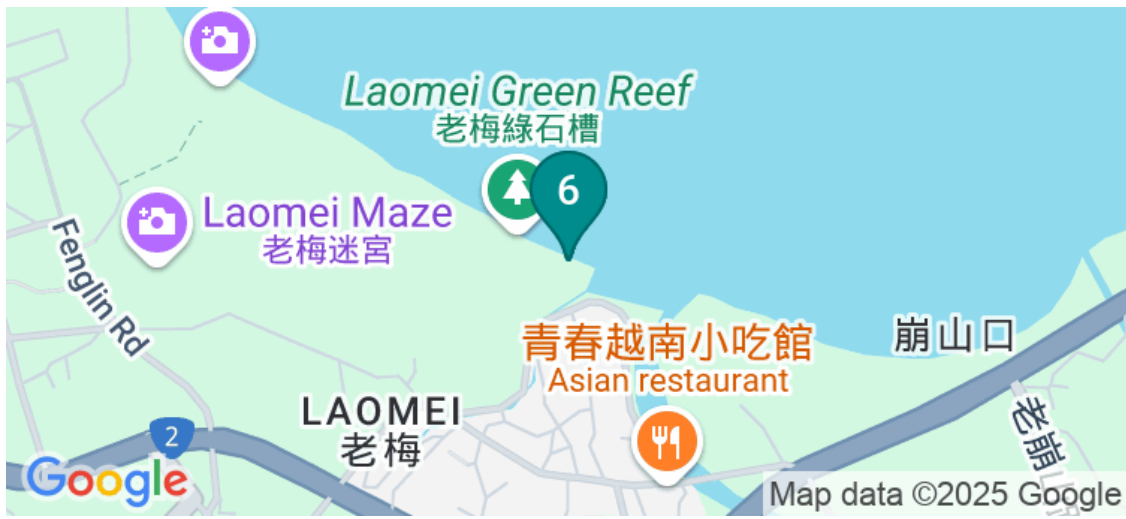 Laomei Green Reef
老梅綠石槽
6
Laomei Maze
老梅迷宮
Fenglin Rd
青春越南小吃館
Asian restaurant
崩山口
LAOMEI
老梅
2
老崩山
Google
Map data ©2025 Google